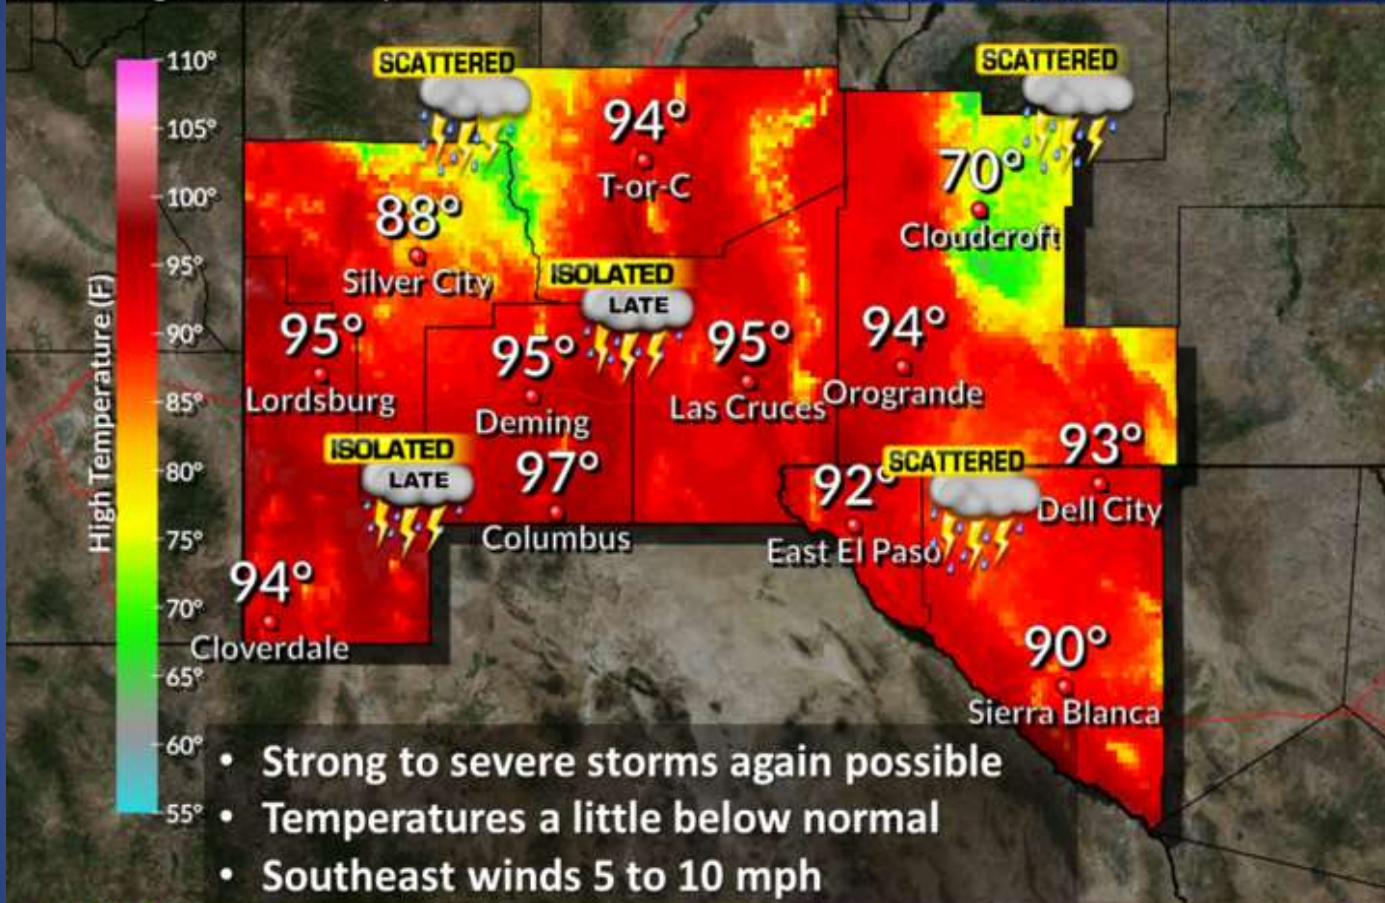 SCATTERED
SCATTERED
110°
105°
100°
95°
90°
85°
80°
75°
70°
65°
60°
55°
High Temperature (F)
94°
T-or-C
70°
Cloudcroft
88°
Silver City
ISOLATED
LATE
95°
Lordsburg
95°
Deming
95°
Las Cruces
94°
Orogrande
ISOLATED
LATE
97°
Columbus
92°
East El Paso
SCATTERED
93°
Dell City
94°
Cloverdale
90°
Sierra Blanca
• Strong to severe storms again possible
• Temperatures a little below normal
• Southeast winds 5 to 10 mph